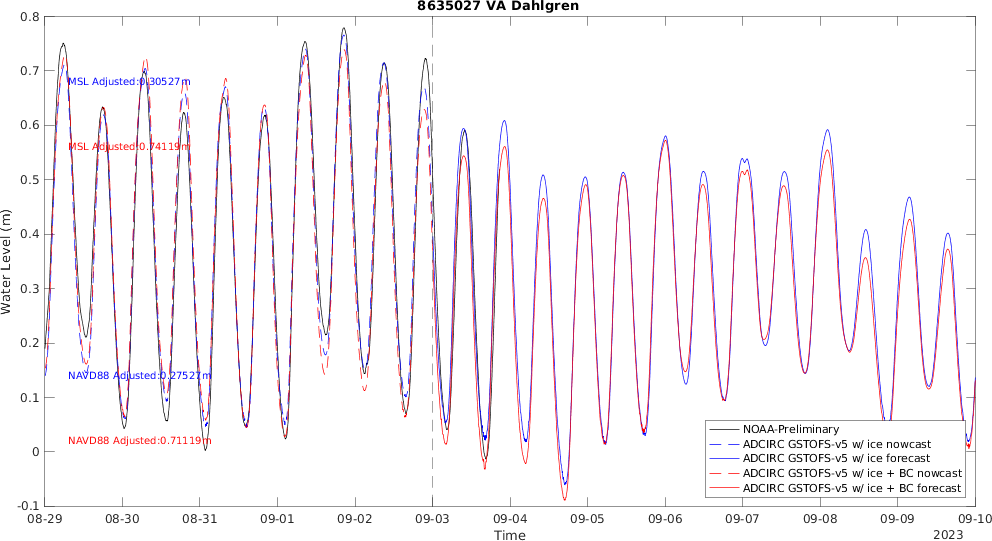 8635027 VA Dahlgren
0.8
0.7
0.6
0.5
0.4
0.3
0.2
0.1
0
-0.1
Water Level (m)
MSL Adjusted:0.30527m
MSL Adjusted:0.74119m
NAVD88 Adjusted:0.27527m
NAVD88 Adjusted:0.71119m
NOAA-Preliminary
ADCIRC GSTOFS-v5 w/ ice nowcast
ADCIRC GSTOFS-v5 w/ ice forecast
ADCIRC GSTOFS-v5 w/ ice + BC nowcast
ADCIRC GSTOFS-v5 w/ ice + BC forecast
08-29 08-30 08-31 09-01 09-02 09-03 09-04 09-05 09-06 09-07 09-08 09-09 09-10
Time
2023